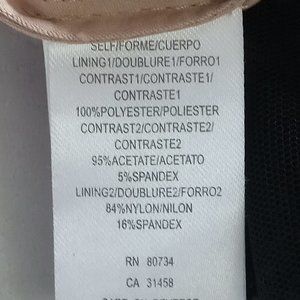 SELF/FORME/CUERPO
LINING1/DOUBLURE1/FORRO1
CONTRAST1/CONTRASTE1/
CONTRASTE1
100%POLYESTER/POLIESTER
CONTRAST2/CONTRASTE2/
CONTRASTE2
95%ACETATE/ACETATO
5%SPANDEX
LINING2/DOUBLURE2/FORRO2
84%NYLON/NILON
16%SPANDEX
RN 80734
CA 31458